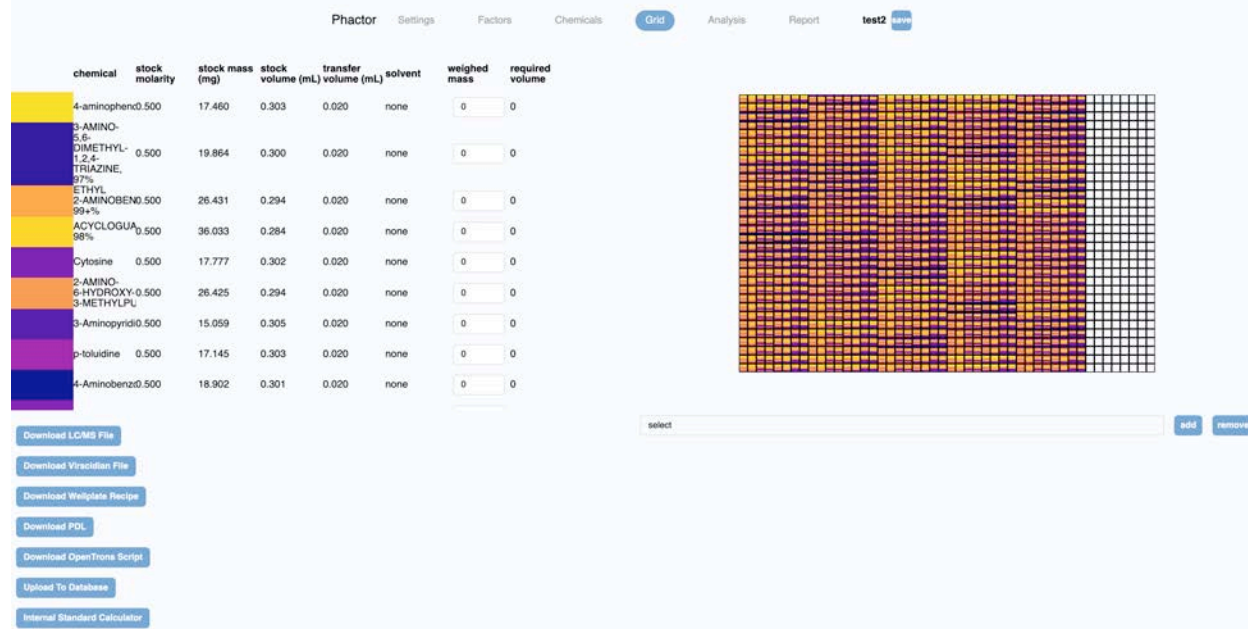 Phactor Settings Factors Chemicals Grid Analysis Report test2 save
chemical stock molarity stock mass (mg) stock volume (mL) transfer volume (mL) solvent weighed mass required volume
4-aminophenc 0.500 17.460 0.303 0.020 none 0 0
3-AMINO-
5,6-
DIMETHYL-
1,2,4-
TRIAZINE,
97%
0.500 19.864 0.300 0.020 none 0 0
ETHYL
2-AMINOBEN 0.500 26.431 0.294 0.020 none 0 0
99+%
ACYCLOGUA 0.500 36.033 0.284 0.020 none 0 0
98%
Cytosine 0.500 17.777 0.302 0.020 none 0 0
2-AMINO-
6-HYDROXY- 0.500 26.425 0.294 0.020 none 0 0
3-METHYLPU
3-Aminopyridi 0.500 15.059 0.305 0.020 none 0 0
p-toluidine 0.500 17.145 0.303 0.020 none 0 0
4-Aminobenzo 0.500 18.902 0.301 0.020 none 0 0
select add remove
Download LC/MS File
Download Virscidian File
Download Wellplate Recipe
Download PDL
Download OpenTrons Script
Upload To Database
Internal Standard Calculator